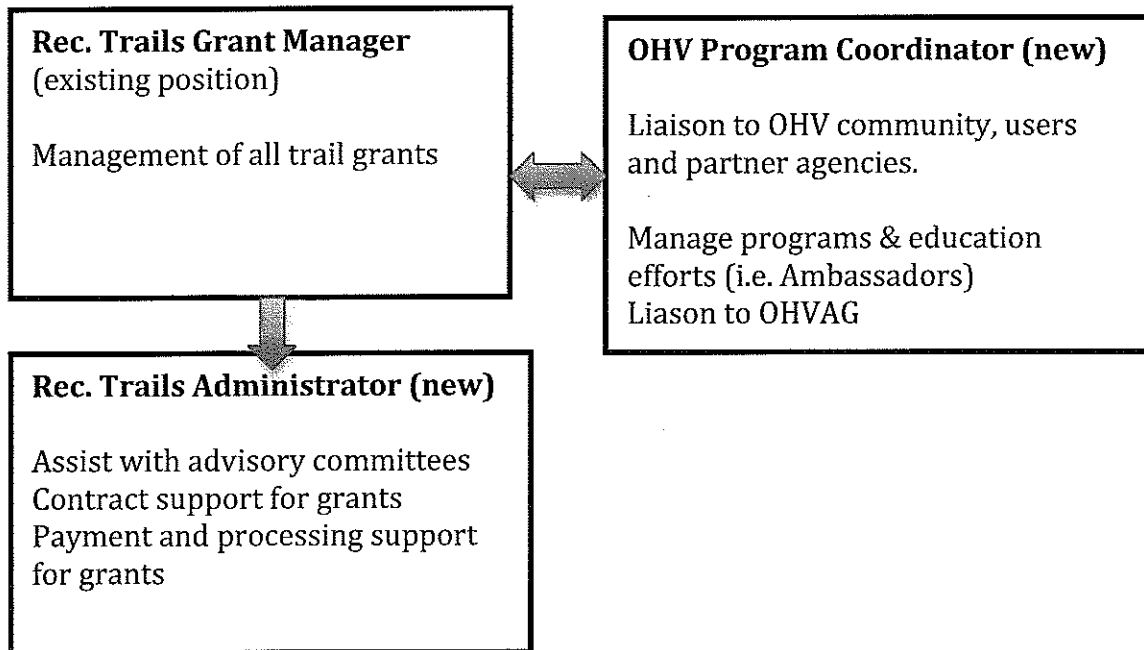 Rec. Trails Grant Manager
(existing position)
Management of all trail grants
OHV Program Coordinator (new)
Liaison to OHV community, users
and partner agencies.
Manage programs & education
efforts (i.e. Ambassadors)
Liason to OHVAG
Rec. Trails Administrator (new)
Assist with advisory committees
Contract support for grants
Payment and processing support
for grants